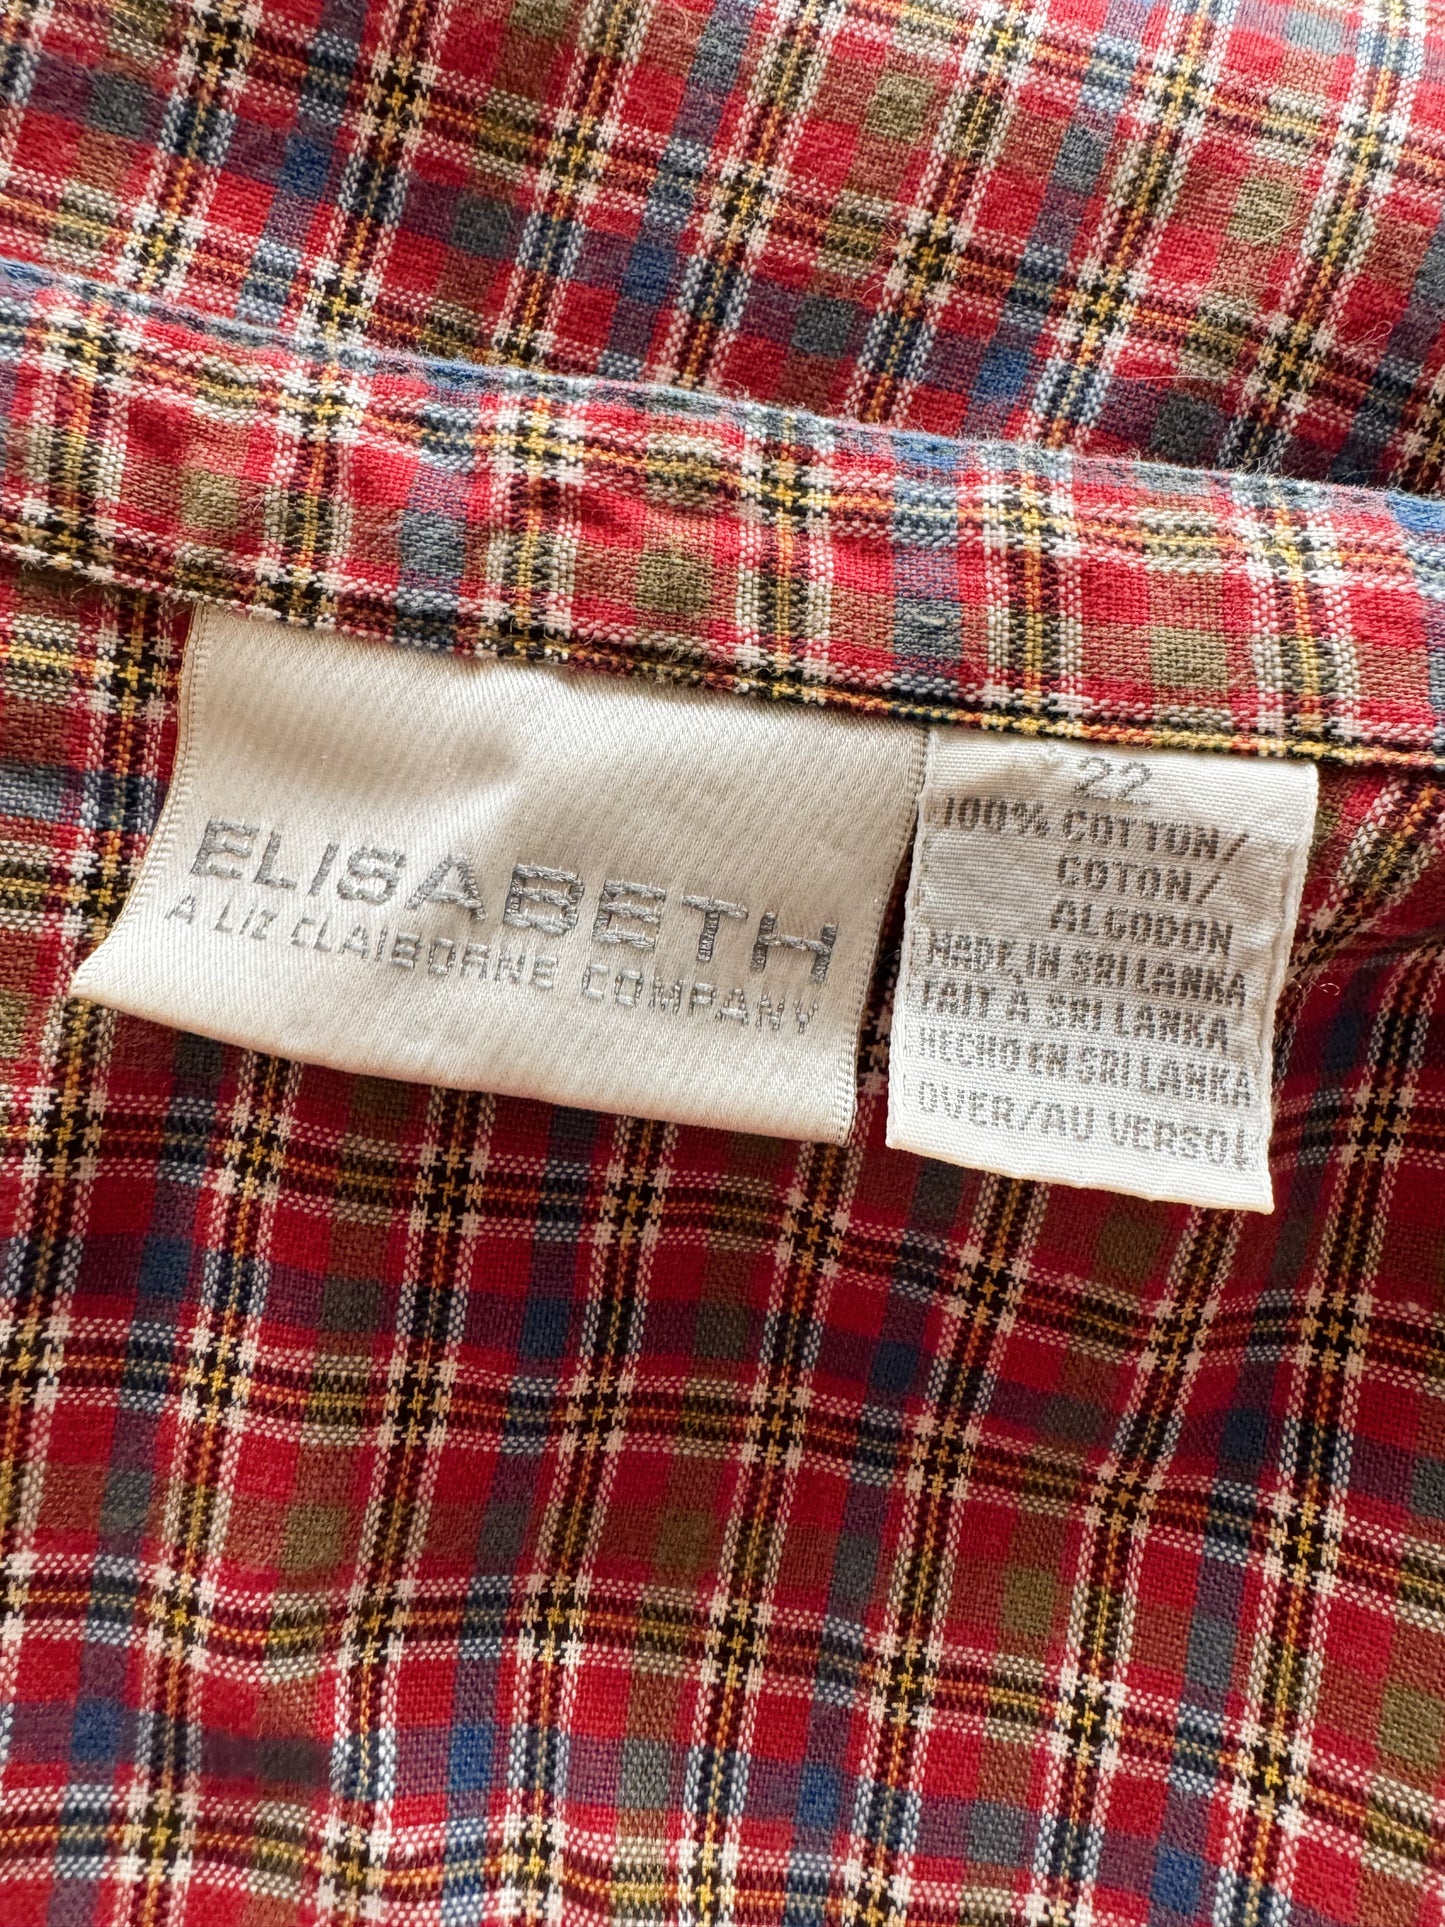 ELISABETH
A LIZ CLAIBORNE COMPANY
22
100% COTTON/
COTON/
ALGODON
MADE IN SRI LANKA
FAIT À SRI LANKA
HECHO EN SRI LANKA
OVER/AU VERSO↓